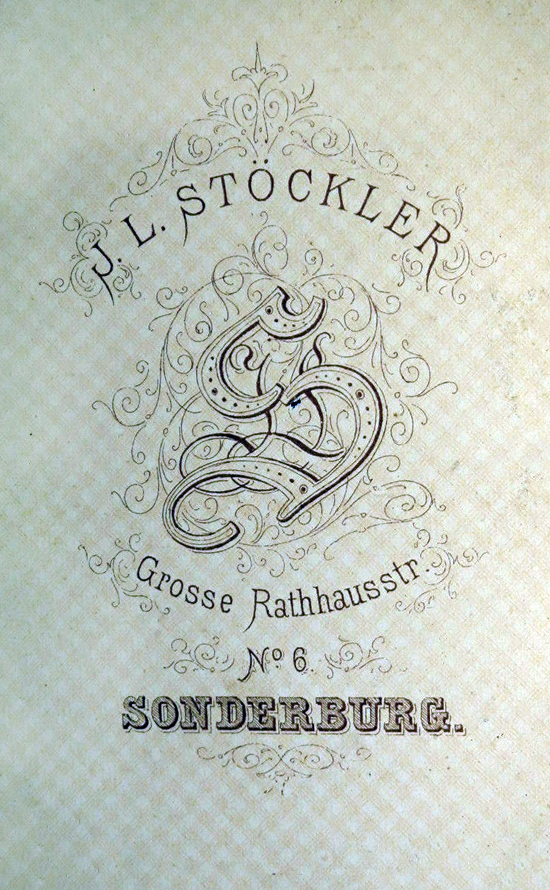 J. L. STÖCKLER
S
Grosse Rathhausstr.
No 6.
SONDERBURG.